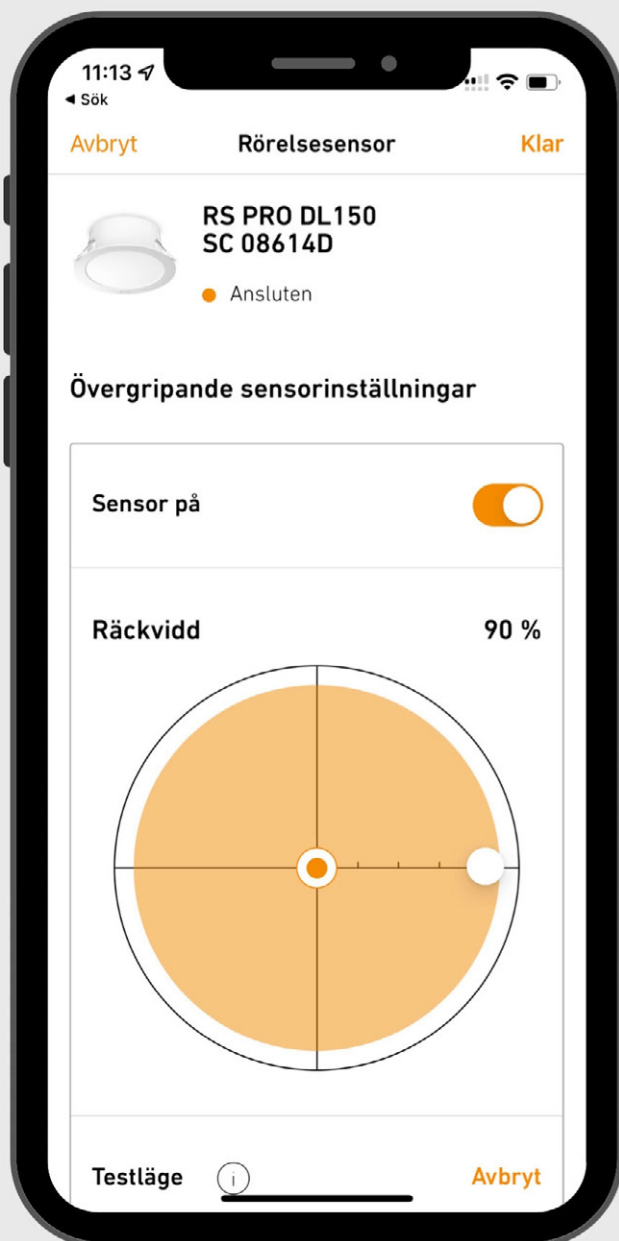 11:13
◀ Sök
Avbryt Rörelsesensor Klar
RS PRO DL150
SC 08614D
Ansluten
Övergripande sensorinställningar
Sensor på
Räckvidd 90 %
Testläge i Avbryt